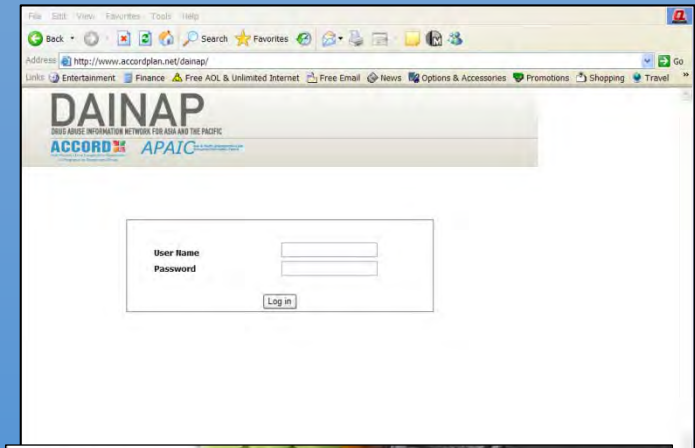 File Edit View Favorites Tools Help
Back Search Favorites
Address http://www.accordplan.net/dainap/ Go
Links Entertainment Finance Free AOL & Unlimited Internet Free Email News Options & Accessories Promotions Shopping Travel »
DAINAP
DRUG ABUSE INFORMATION NETWORK FOR ASIA AND THE PACIFIC
ACCORD APAIC
User Name
Password
Log in